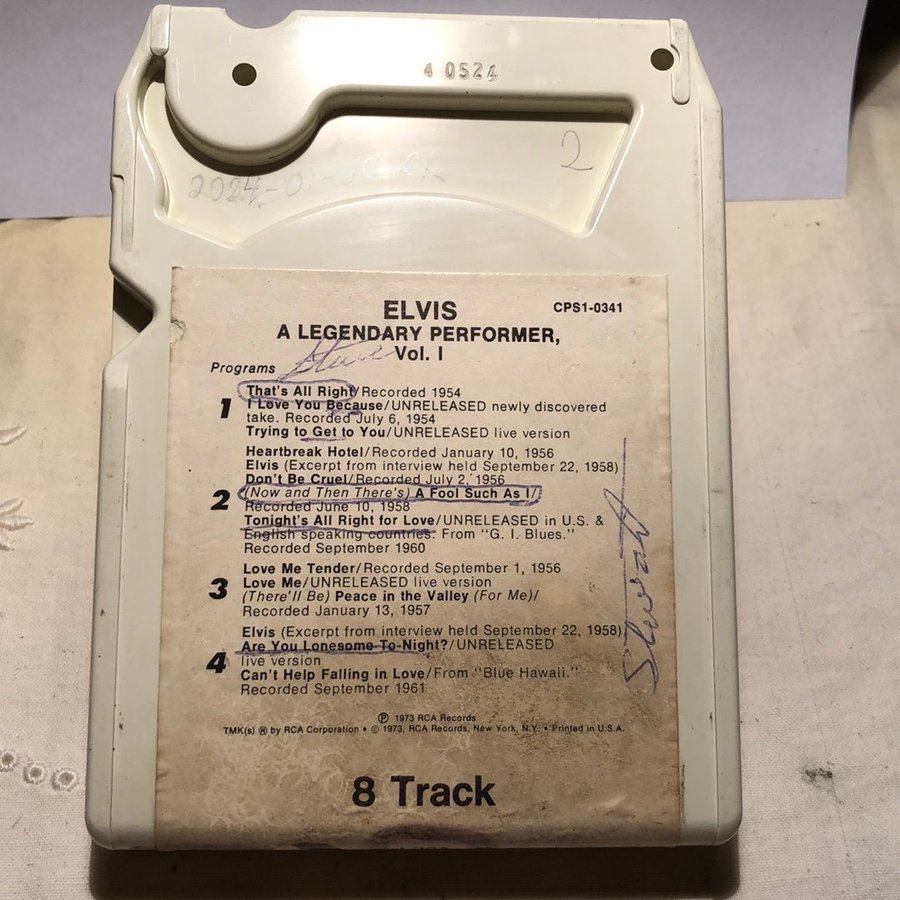 4 0524
2
2024-01-
ELVIS
CPS1-0341
A LEGENDARY PERFORMER,
Vol. I
Programs
1
That's All Right/Recorded 1954
I Love You Because/UNRELEASED newly discovered
take. Recorded July 6, 1954
Trying to Get to You/UNRELEASED live version
2
Heartbreak Hotel/Recorded January 10, 1956
Elvis (Excerpt from interview held September 22, 1958)
Don't Be Cruel/Recorded July 2, 1956
(Now and Then There's) A Fool Such As I/
Recorded June 10, 1958
Tonight's All Right for Love/UNRELEASED in U.S. &
English speaking countries. From "G. I. Blues."
Recorded September 1960
3
Love Me Tender/Recorded September 1, 1956
Love Me/UNRELEASED live version
(There'll Be) Peace in the Valley (For Me)/
Recorded January 13, 1957
4
Elvis (Excerpt from interview held September 22, 1958)
Are You Lonesome To-Night?/UNRELEASED
live version
Can't Help Falling in Love/From "Blue Hawaii."
Recorded September 1961
Ⓟ 1973 RCA Records
TMK(s) ® by RCA Corporation • © 1973, RCA Records, New York, N.Y. • Printed in U.S.A.
8 Track